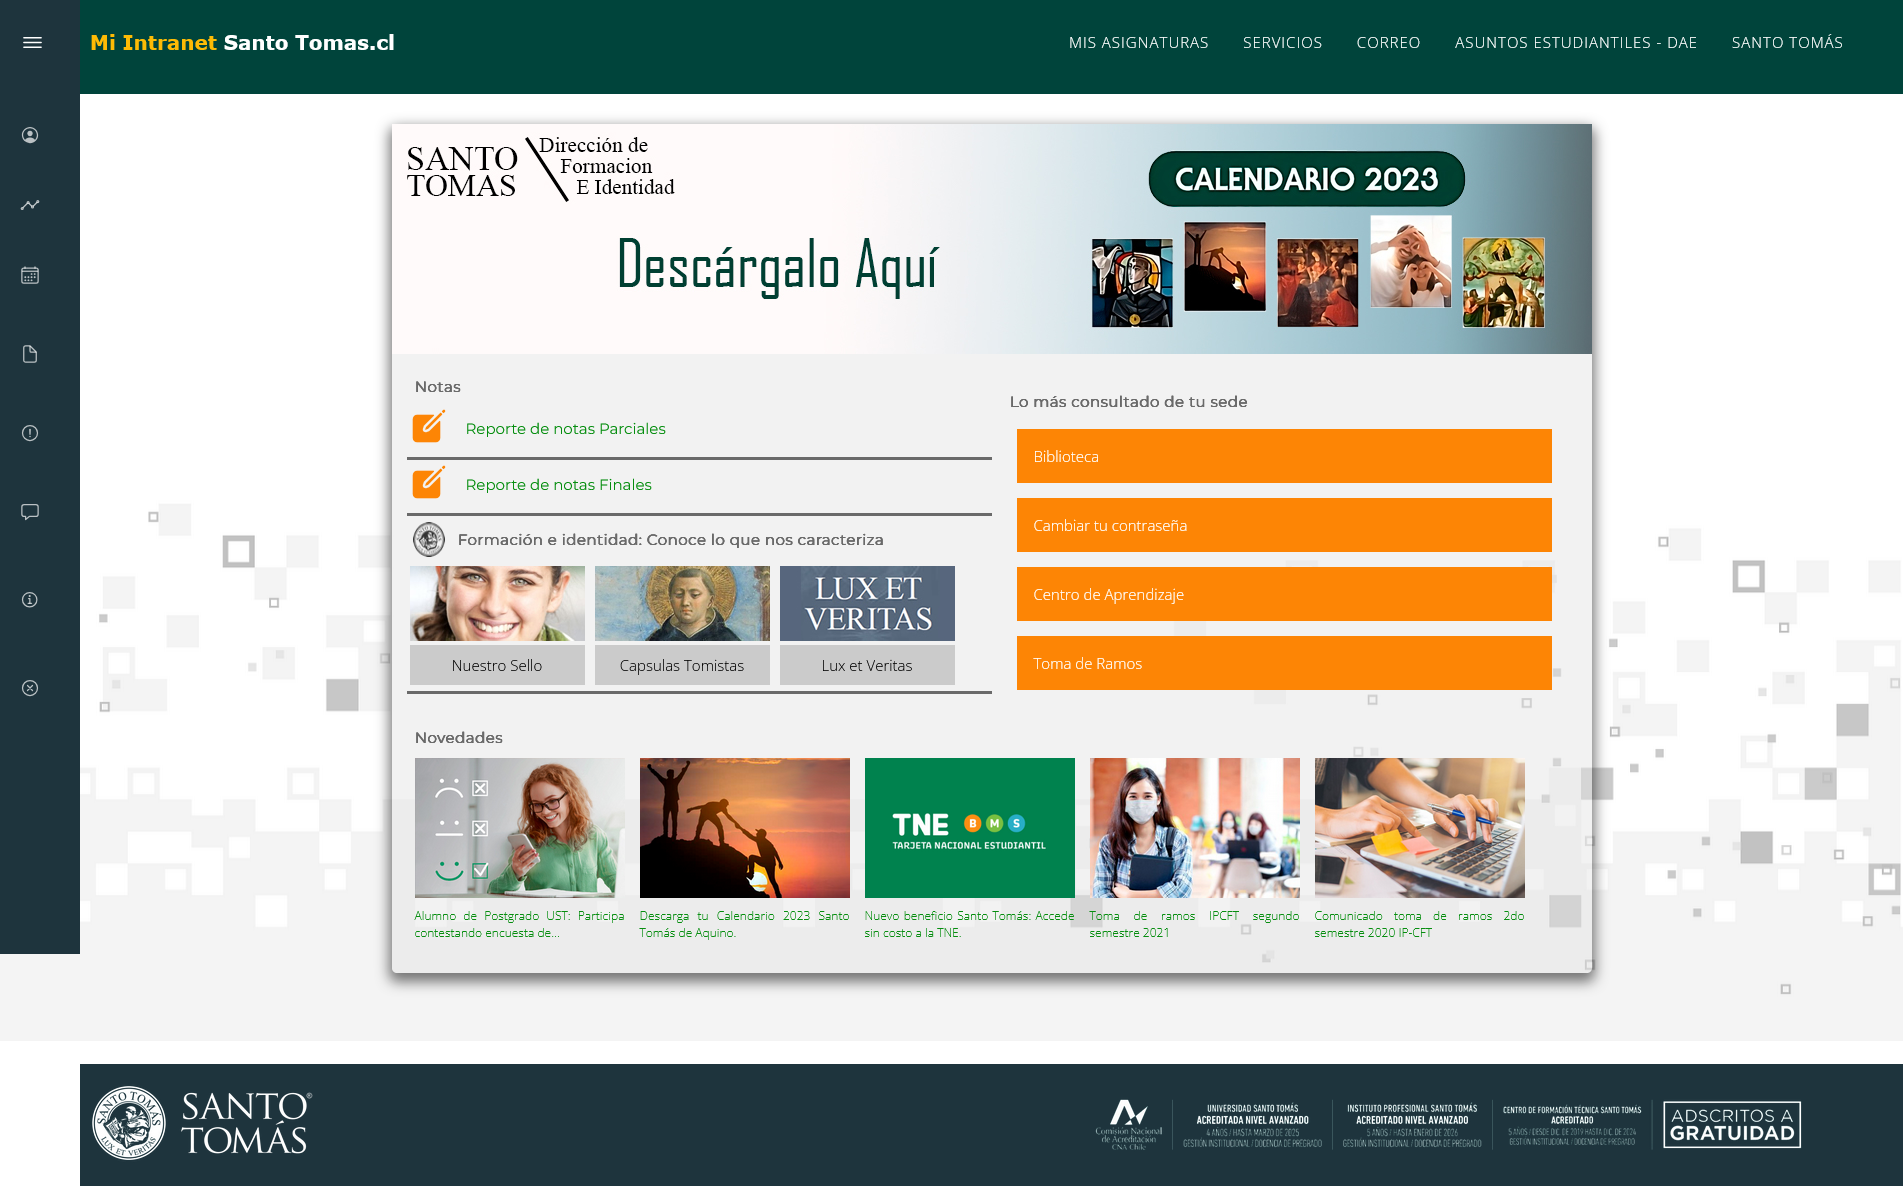 Mi Intranet Santo Tomas.cl
MIS ASIGNATURAS
SERVICIOS
CORREO
ASUNTOS ESTUDIANTILES - DAE
SANTO TOMÁS
SANTO
TOMAS
Dirección de
Formacion
E Identidad
CALENDARIO 2023
Descárgalo Aquí
Notas
Reporte de notas Parciales
Reporte de notas Finales
Formación e identidad: Conoce lo que nos caracteriza
LUX ET
VERITAS
Nuestro Sello
Capsulas Tomistas
Lux et Veritas
Lo más consultado de tu sede
Biblioteca
Cambiar tu contraseña
Centro de Aprendizaje
Toma de Ramos
Novedades
TNE BMS
TARJETA NACIONAL ESTUDIANTIL
Alumno de Postgrado UST: Participa
contestando encuesta de...
Descarga tu Calendario 2023 Santo
Tomás de Aquino.
Nuevo beneficio Santo Tomás: Accede
sin costo a la TNE.
Toma de ramos IPCFT segundo
semestre 2021
Comunicado toma de ramos 2do
semestre 2020 IP-CFT
SANTO TOMÁS
LUX ET VERITAS
SANTO®
TOMÁS
Comisión Nacional
de Acreditación
CNA-Chile
UNIVERSIDAD SANTO TOMÁS
ACREDITADA NIVEL AVANZADO
4 AÑOS / HASTA MARZO DE 2025
GESTIÓN INSTITUCIONAL / DOCENCIA DE PREGRADO
INSTITUTO PROFESIONAL SANTO TOMÁS
ACREDITADO NIVEL AVANZADO
5 AÑOS / HASTA ENERO DE 2026
GESTIÓN INSTITUCIONAL / DOCENCIA DE PREGRADO
CENTRO DE FORMACIÓN TÉCNICA SANTO TOMÁS
ACREDITADO
5 AÑOS / DESDE DIC. DE 2019 HASTA DIC. DE 2024
GESTIÓN INSTITUCIONAL / DOCENCIA DE PREGRADO
ADSCRITOS A
GRATUIDAD